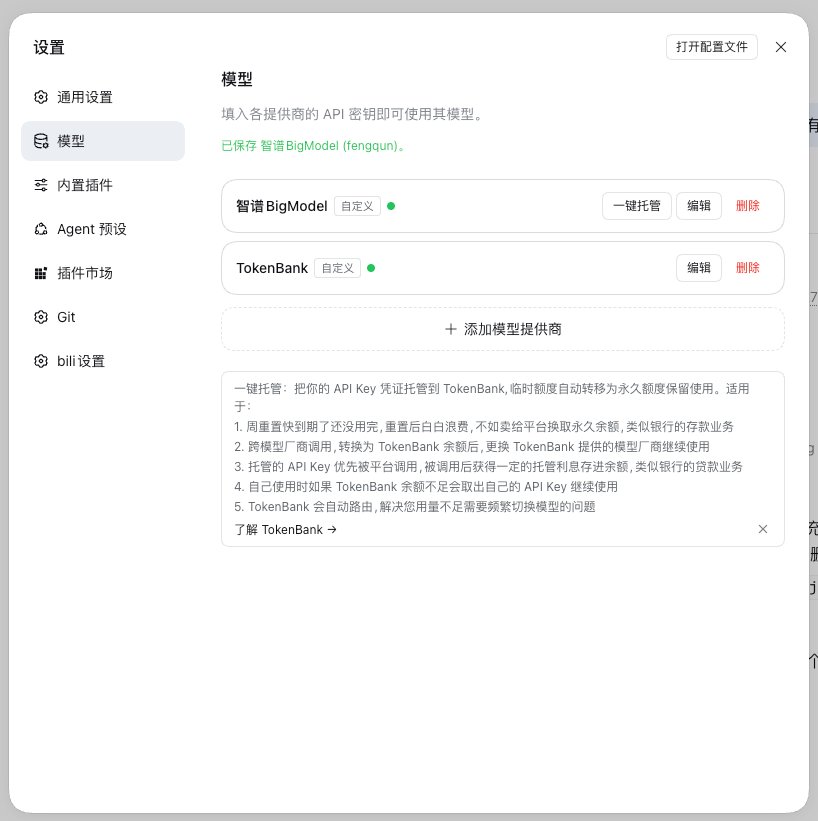 设置
打开配置文件
通用设置
模型
内置插件
Agent 预设
插件市场
Git
bili 设置
模型
填入各提供商的 API 密钥即可使用其模型。
已保存 智谱BigModel (fengqun)。
智谱BigModel 自定义 一键托管 编辑 删除
TokenBank 自定义 编辑 删除
+ 添加模型提供商
一键托管：把你的 API Key 凭证托管到 TokenBank,临时额度自动转移为永久额度保留使用。适用
于：
1. 周重置快到期了还没用完,重置后白白浪费,不如卖给平台换取永久余额,类似银行的存款业务
2. 跨模型厂商调用,转换为 TokenBank 余额后,更换 TokenBank 提供的模型厂商继续使用
3. 托管的 API Key 优先被平台调用,被调用后获得一定的托管利息存进余额,类似银行的贷款业务
4. 自己使用时如果 TokenBank 余额不足会取出自己的 API Key 继续使用
5. TokenBank 会自动路由,解决您用量不足需要频繁切换模型的问题
了解 TokenBank →